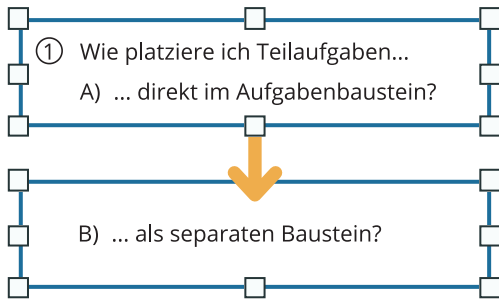 ① Wie platziere ich Teilaufgaben...
A) ... direkt im Aufgabenbaustein?
B) ... als separaten Baustein?